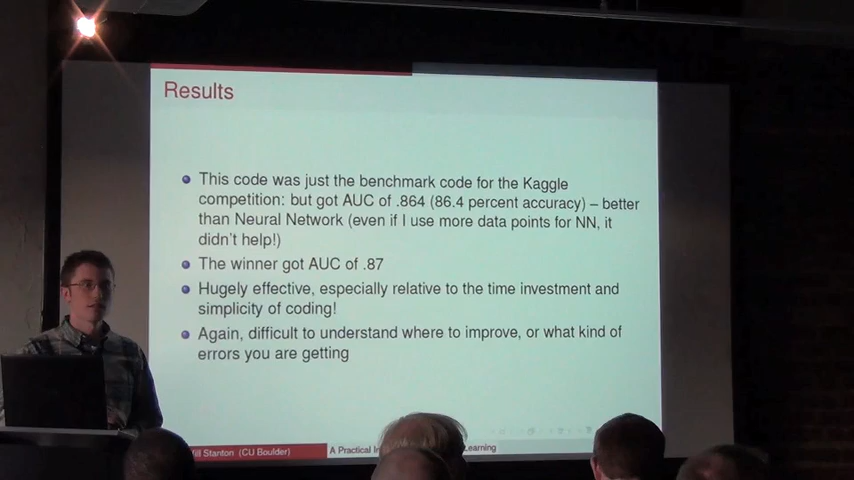 Results
This code was just the benchmark code for the Kaggle
competition: but got AUC of .864 (86.4 percent accuracy) – better
than Neural Network (even if I use more data points for NN, it
didn't help!)
The winner got AUC of .87
Hugely effective, especially relative to the time investment and
simplicity of coding!
Again, difficult to understand where to improve, or what kind of
errors you are getting
Stanton (CU Boulder)
A Practical
Learning